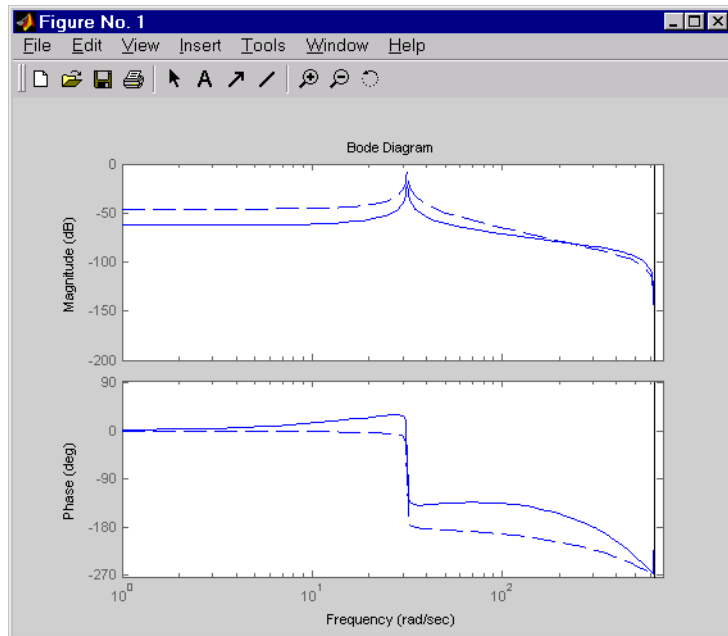 Figure No. 1
File Edit View Insert Tools Window Help
A
Bode Diagram
Magnitude (dB)
0
-50
-100
-150
-200
Phase (deg)
90
0
-90
-180
-270
10^0 10^1 10^2
Frequency (rad/sec)